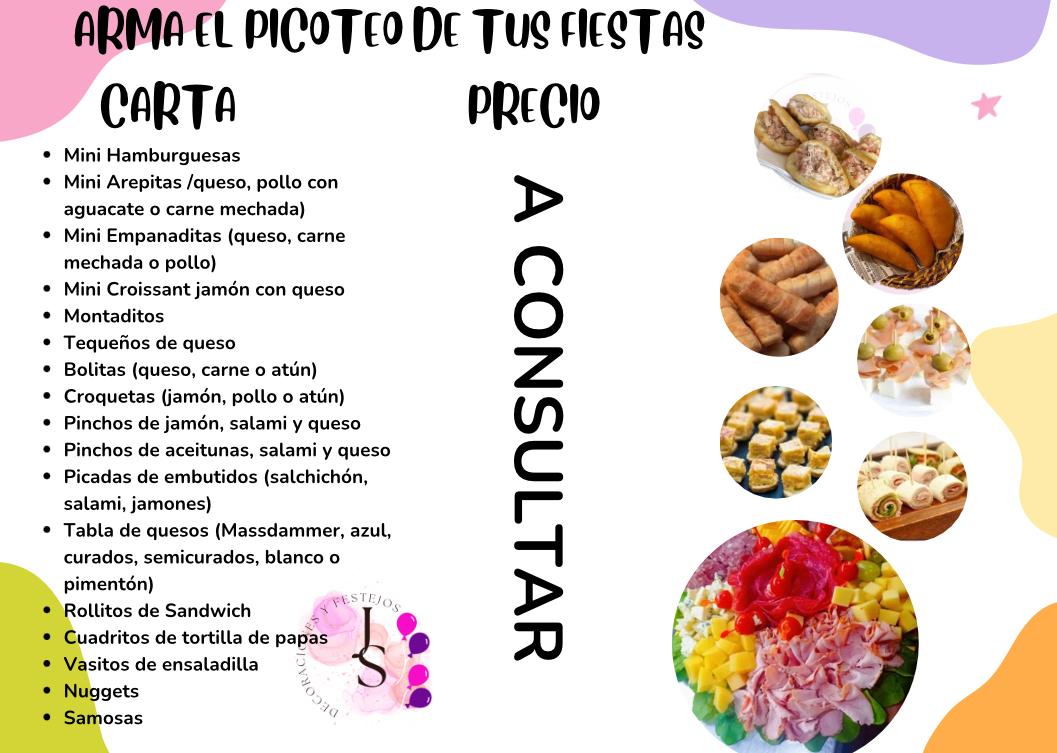 ARMA EL PICOTEO DE TUS FIESTAS
CARTA
PRECIO
• Mini Hamburguesas
• Mini Arepitas /queso, pollo con
aguacate o carne mechada)
• Mini Empanaditas (queso, carne
mechada o pollo)
• Mini Croissant jamón con queso
• Montaditos
• Tequeños de queso
• Bolitas (queso, carne o atún)
• Croquetas (jamón, pollo o atún)
• Pinchos de jamón, salami y queso
• Pinchos de aceitunas, salami y queso
• Picadas de embutidos (salchichón,
salami, jamones)
• Tabla de quesos (Massdammer, azul,
curados, semicurados, blanco o
pimentón)
• Rollitos de Sandwich
• Cuadritos de tortilla de papas
• Vasitos de ensaladilla
• Nuggets
• Samosas
A CONSULTAR
DECORACIONES Y FESTEJOS
JS